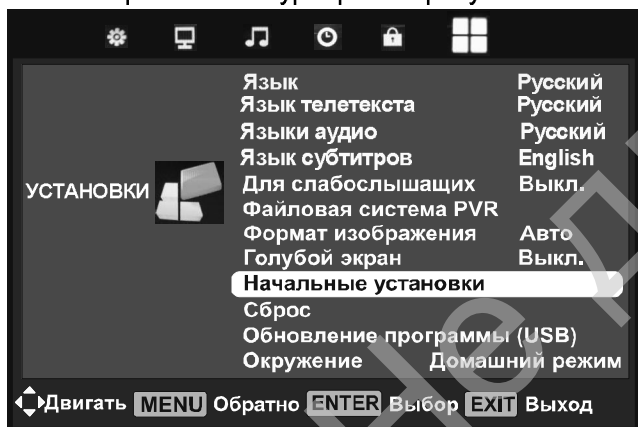 Язык Русский
Язык телетекста Русский
Языки аудио Русский
Язык субтитров English
УСТАНОВКИ
Для слабослышащих Выкл.
Файловая система PVR
Формат изображения Авто
Голубой экран Выкл.
Начальные установки
Сброс
Обновление программы (USB)
Окружение Домашний режим
Двигать MENU Обратно ENTER Выбор EXIT Выход